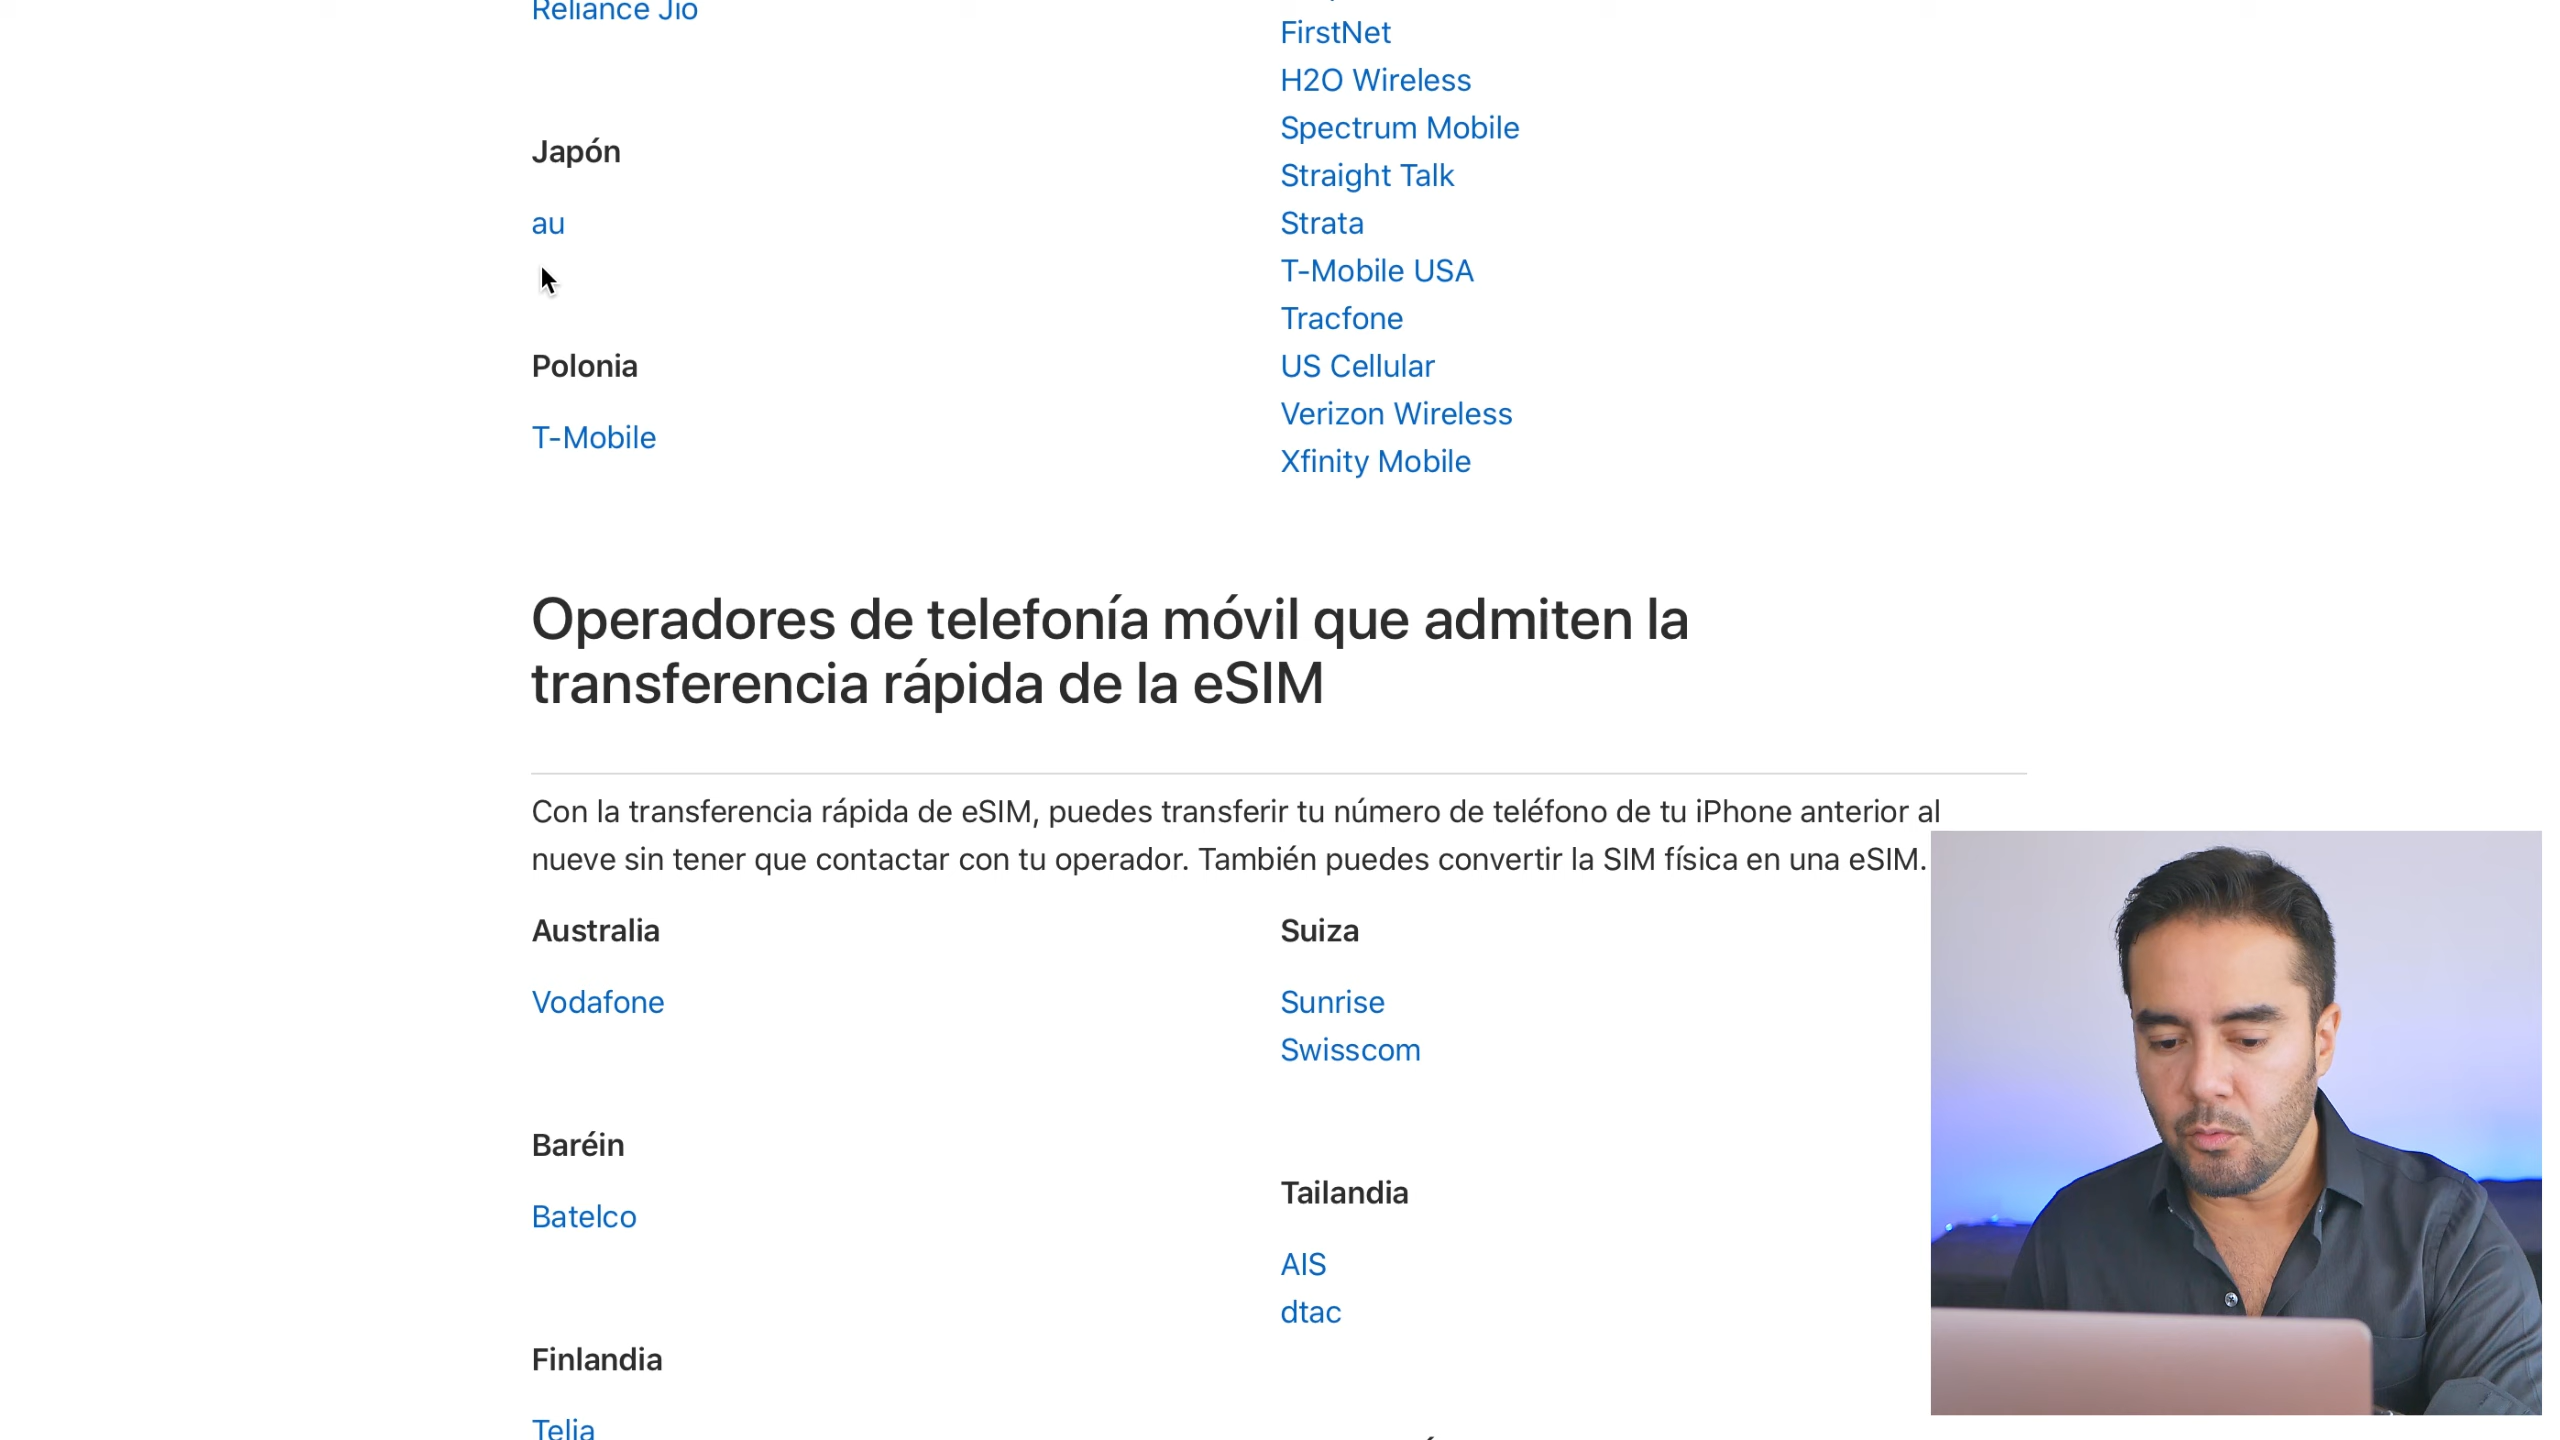 Reliance Jio
Japón
au
Polonia
T-Mobile
FirstNet
H2O Wireless
Spectrum Mobile
Straight Talk
Strata
T-Mobile USA
Tracfone
US Cellular
Verizon Wireless
Xfinity Mobile
Operadores de telefonía móvil que admiten la
transferencia rápida de la eSIM
Con la transferencia rápida de eSIM, puedes transferir tu número de teléfono de tu iPhone anterior al
nueve sin tener que contactar con tu operador. También puedes convertir la SIM física en una eSIM.
Australia
Vodafone
Baréin
Batelco
Finlandia
Telia
Suiza
Sunrise
Swisscom
Tailandia
AIS
dtac